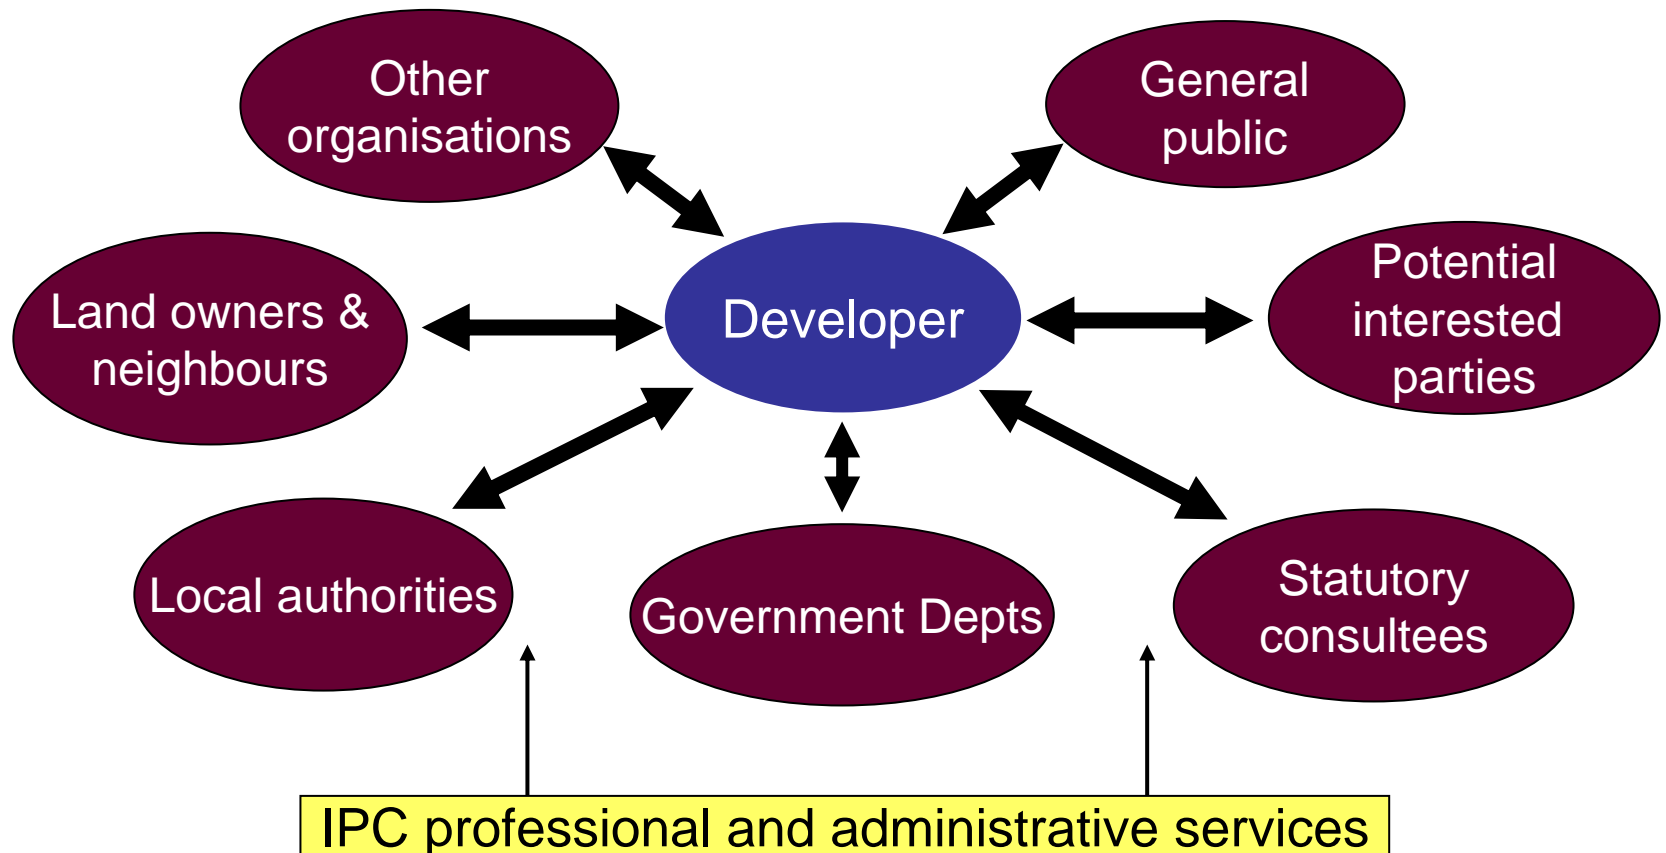 Other
organisations
General
public
Land owners &
neighbours
Developer
Potential
interested
parties
Local authorities
Government Depts
Statutory
consultees
IPC professional and administrative services